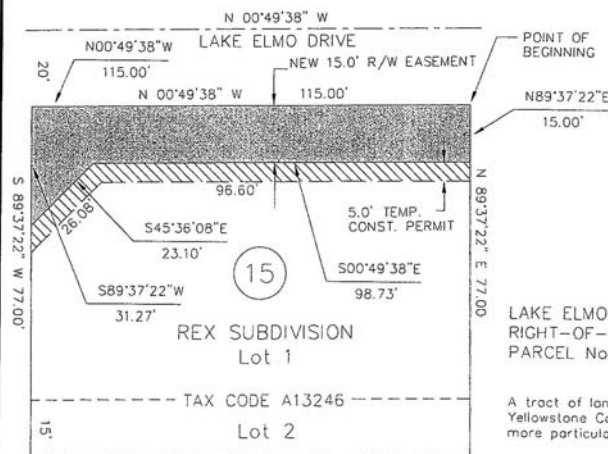 N 00°49'38" W
LAKE ELMO DRIVE
POINT OF
BEGINNING
N00°49'38"W
115.00'
20'
NEW 15.0' R/W EASEMENT
N 00°49'38" W 115.00'
N89°37'22"E
15.00'
96.60'
26.08'
S45°36'08"E
23.10'
5.0' TEMP.
CONST. PERMIT
S 89°37'22" W 77.00'
N 89°37'22" E 77.00
15
S00°49'38"E
98.73'
S89°37'22"W
31.27'
REX SUBDIVISION
Lot 1
LAKE ELMO
RIGHT-OF-
PARCEL No
TAX CODE A13246
Lot 2
15'
A tract of lan
Yellowstone Co
more particula